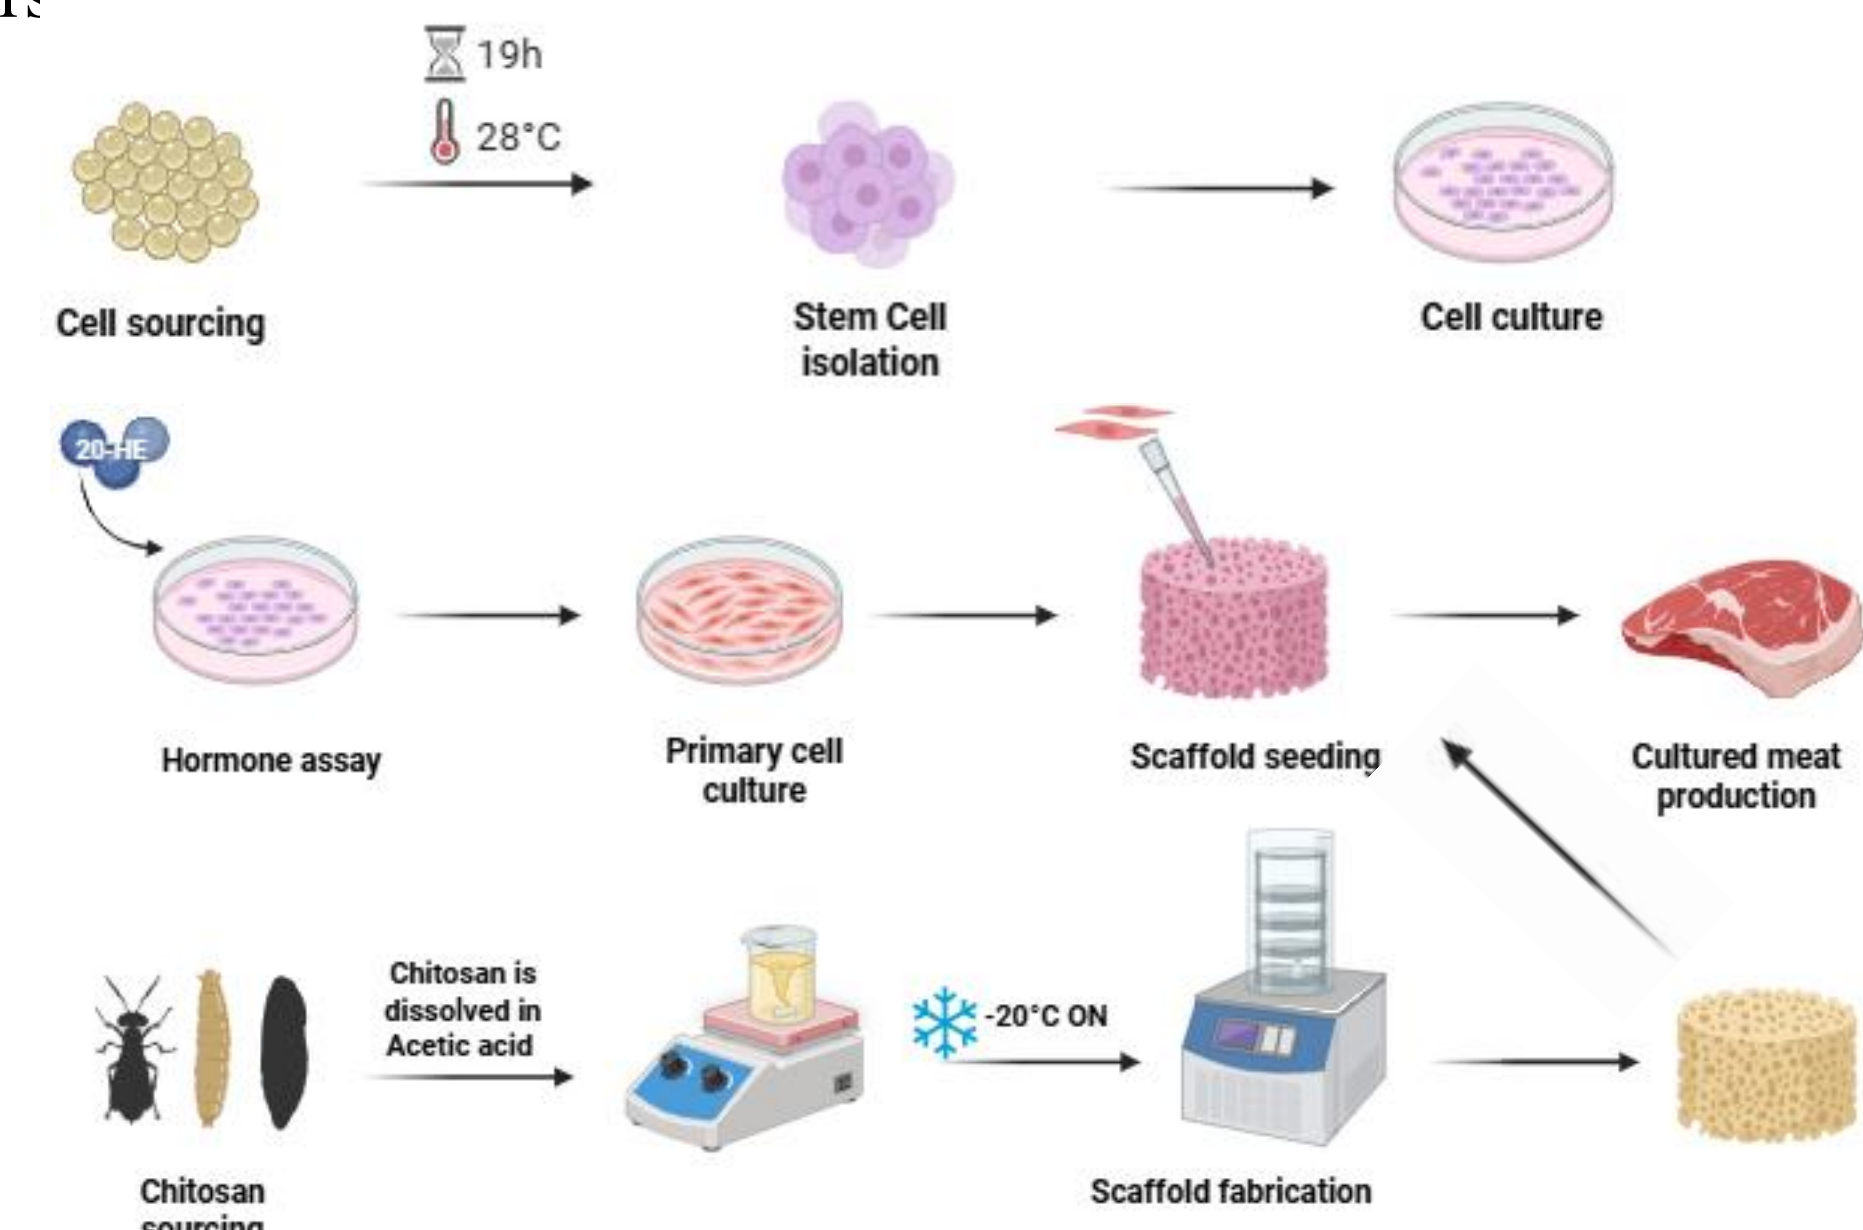 19h
28°C
Cell sourcing
Stem Cell
isolation
Cell culture
20-HE
Hormone assay
Primary cell
culture
Scaffold seeding
Cultured meat
production
Chitosan is
dissolved in
Acetic acid
-20°C ON
Chitosan
sourcing
Scaffold fabrication